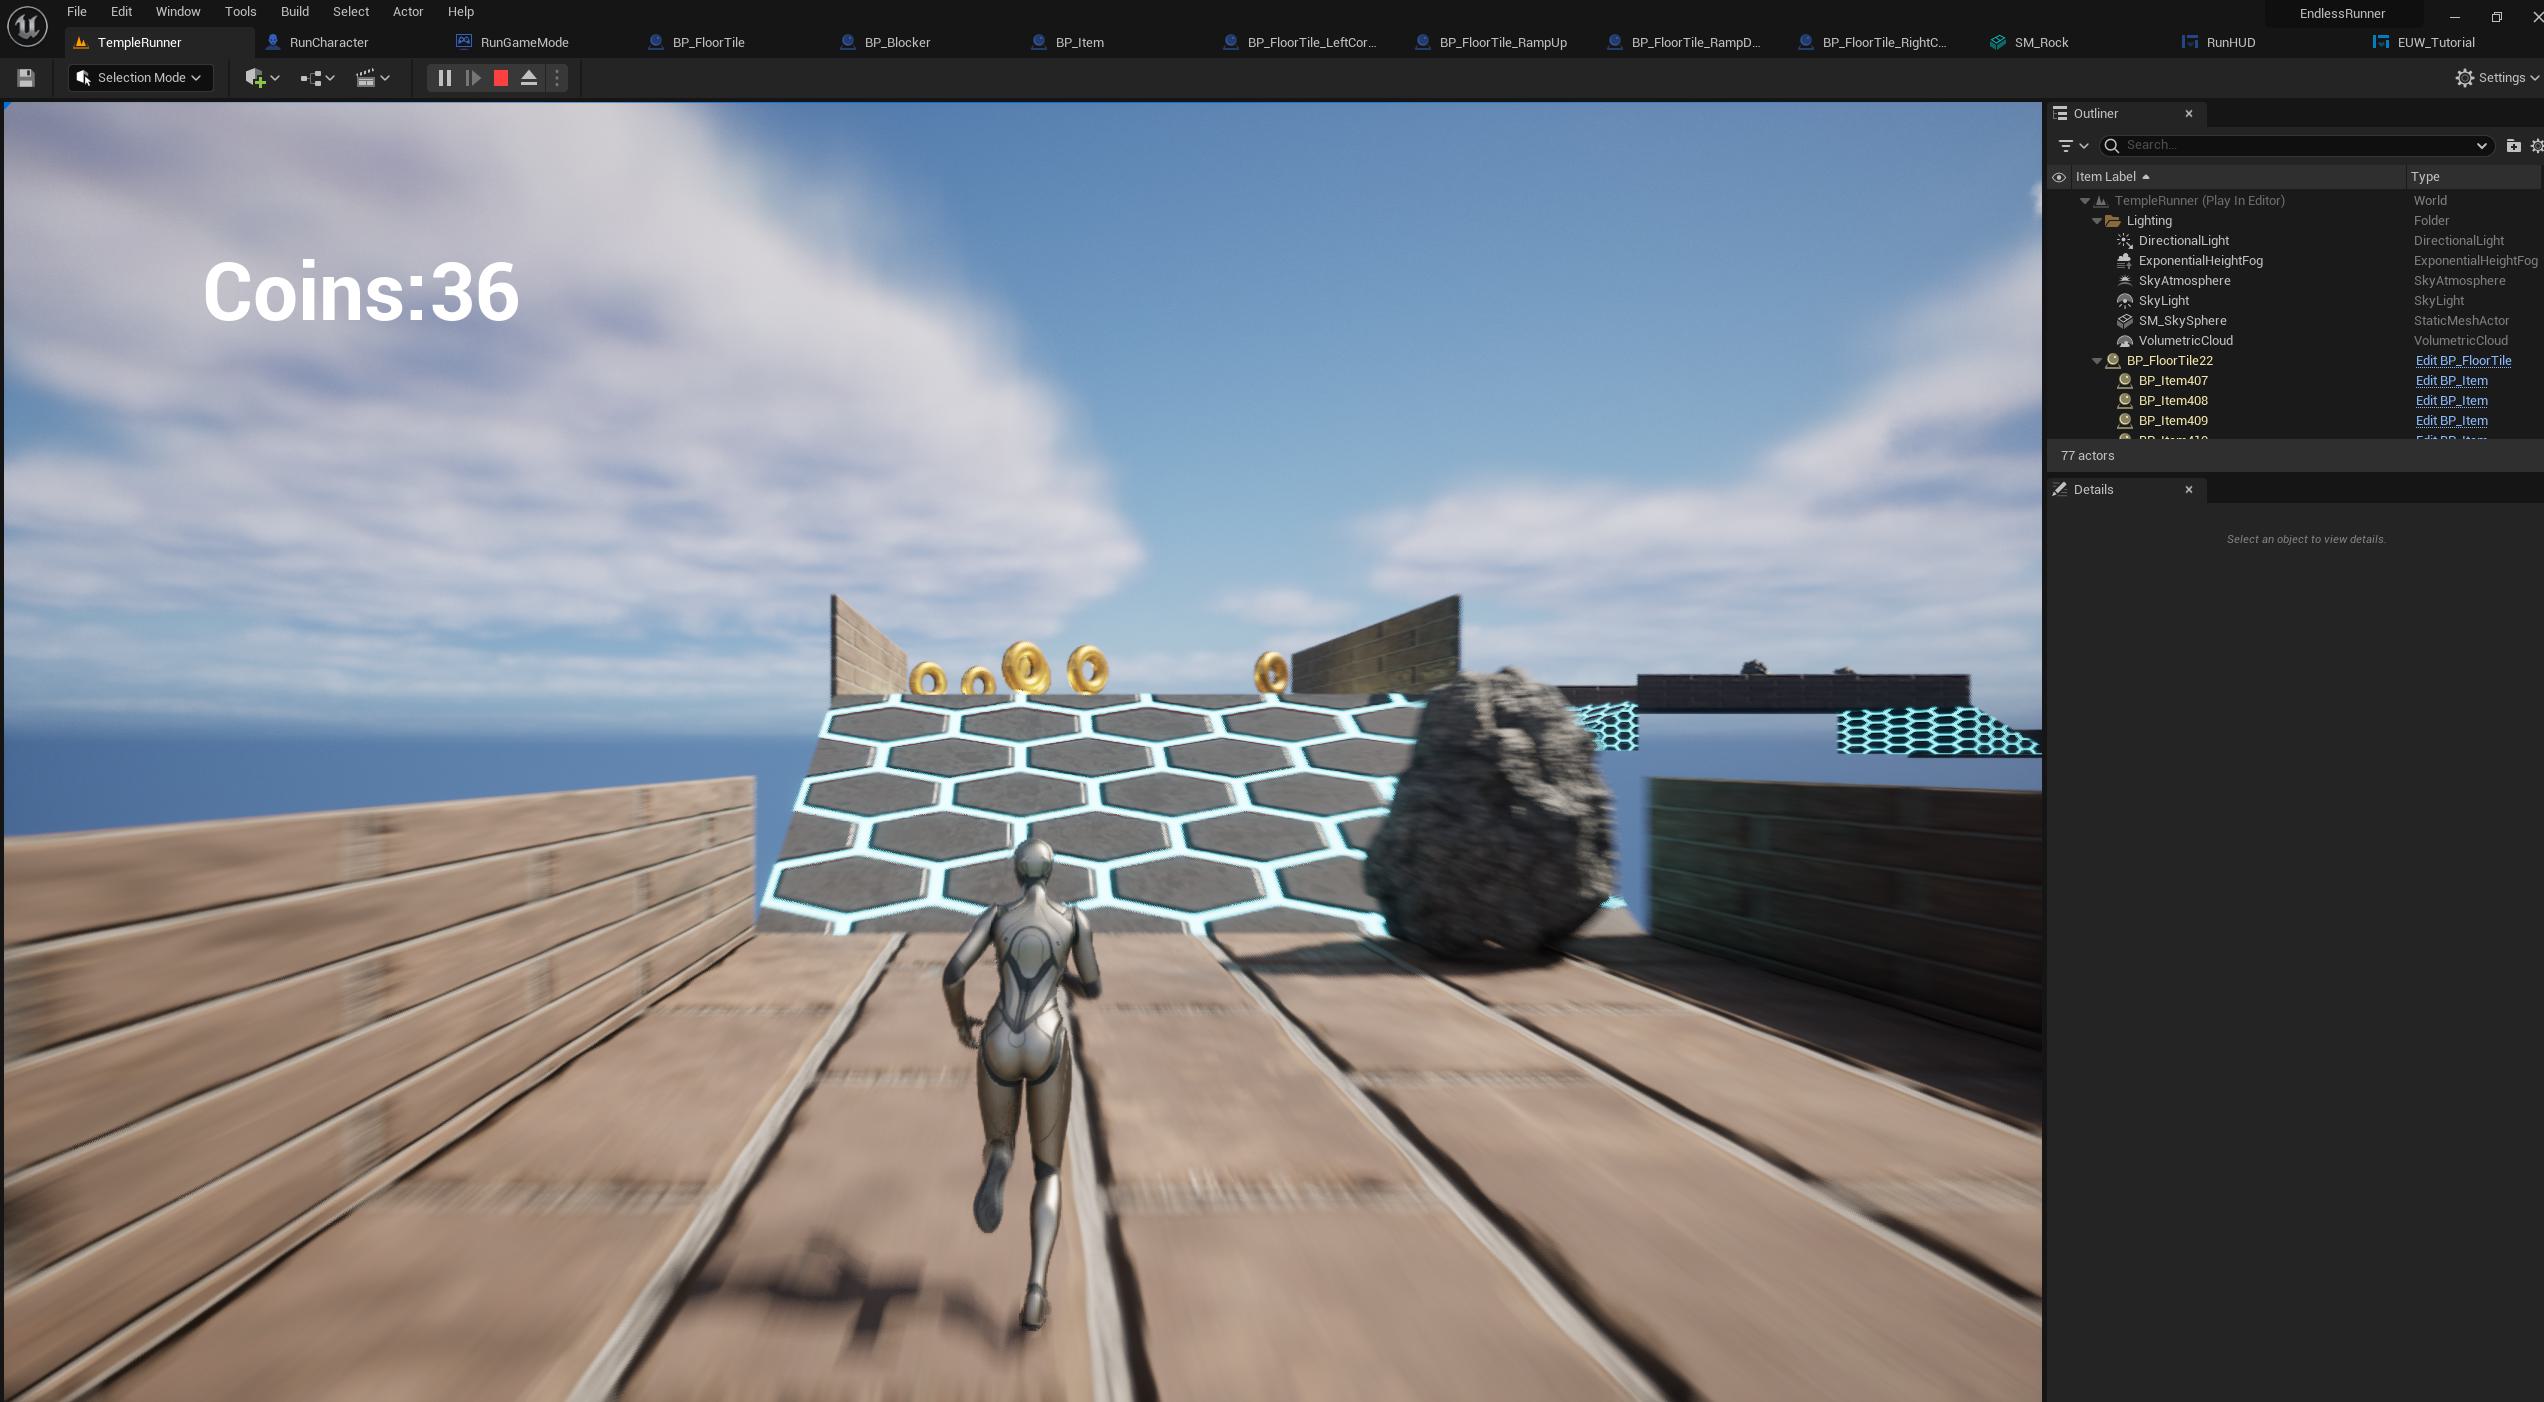 File Edit Window Tools Build Select Actor Help
EndlessRunner
TempleRunner RunCharacter RunGameMode BP_FloorTile BP_Blocker BP_Item BP_FloorTile_LeftCor... BP_FloorTile_RampUp BP_FloorTile_RampD... BP_FloorTile_RightC... SM_Rock RunHUD EUW_Tutorial
Selection Mode
Settings
Coins:36
Outliner
Search...
Item Label Type
TempleRunner (Play In Editor) World
Lighting Folder
DirectionalLight DirectionalLight
ExponentialHeightFog ExponentialHeightFog
SkyAtmosphere SkyAtmosphere
SkyLight SkyLight
SM_SkySphere StaticMeshActor
VolumetricCloud VolumetricCloud
BP_FloorTile22 Edit BP_FloorTile
BP_Item407 Edit BP_Item
BP_Item408 Edit BP_Item
BP_Item409 Edit BP_Item
77 actors
Details
Select an object to view details.